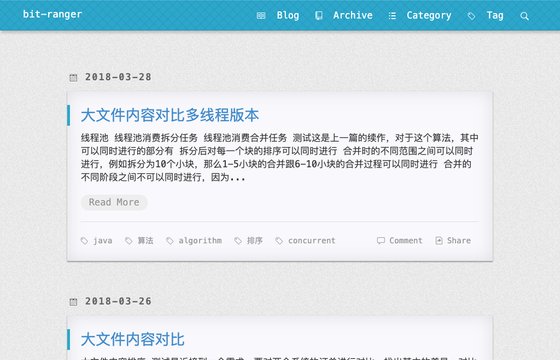 bit-ranger
Blog Archive Category Tag
2018-03-28
大文件内容对比多线程版本
线程池 线程池消费拆分任务 线程池消费合并任务 测试这是上一篇的续作，对于这个算法，其中
可以同时进行的部分有 拆分后对每一个块的排序可以同时进行 合并时的不同范围之间可以同时
进行，例如拆分为10个小块，那么1-5小块的合并跟6-10小块的合并过程可以同时进行 合并的
不同阶段之间不可以同时进行，因为...
Read More
java 算法 algorithm 排序 concurrent Comment Share
2018-03-26
大文件内容对比